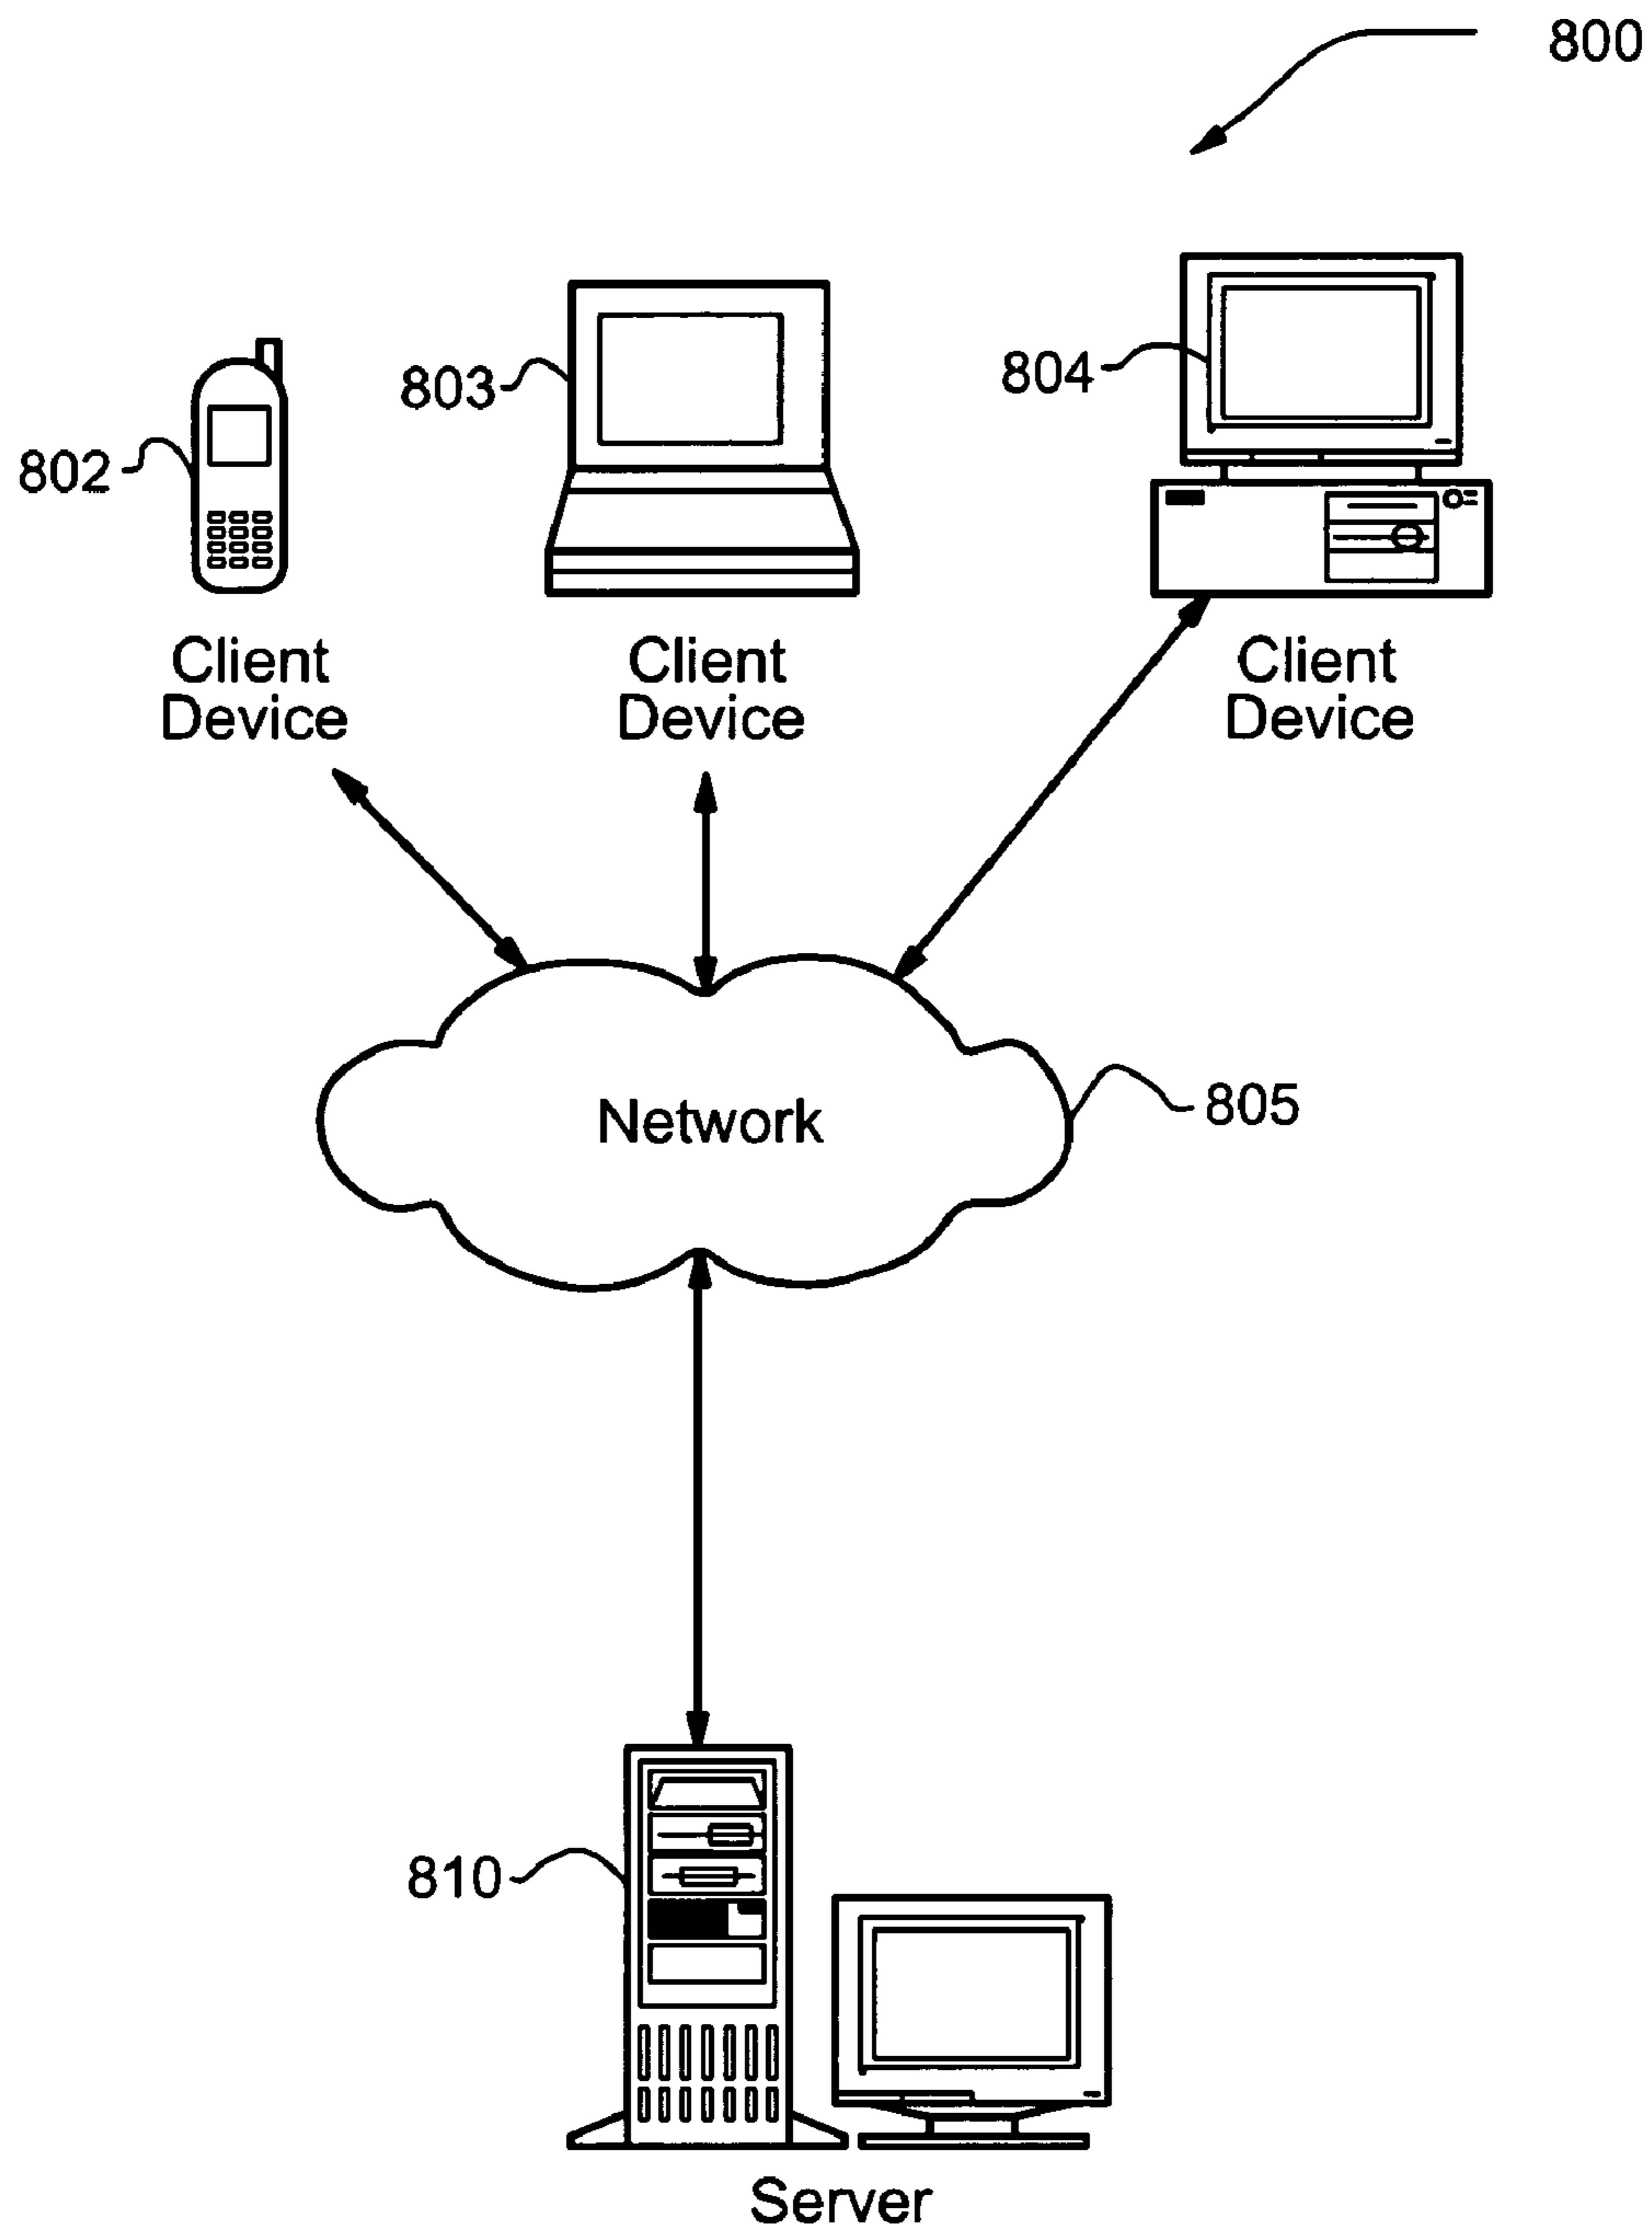 800
804
803
802
Client
Device
Client
Device
Client
Device
Network
805
810
Server